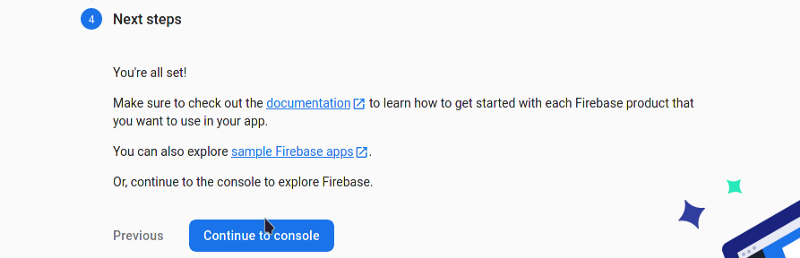 4 Next steps
You're all set!
Make sure to check out the documentation to learn how to get started with each Firebase product that
you want to use in your app.
You can also explore sample Firebase apps.
Or, continue to the console to explore Firebase.
Previous Continue to console